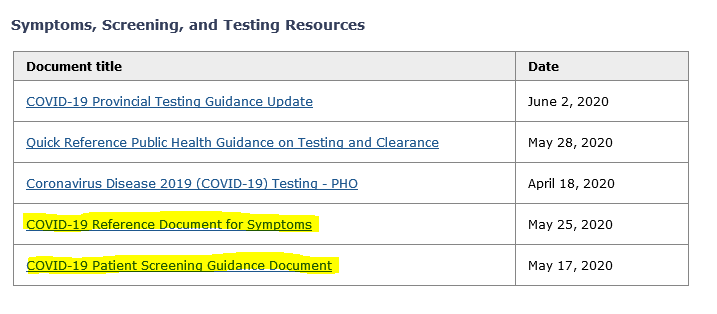 Symptoms, Screening, and Testing Resources
Document title Date
COVID-19 Provincial Testing Guidance Update June 2, 2020
Quick Reference Public Health Guidance on Testing and Clearance May 28, 2020
Coronavirus Disease 2019 (COVID-19) Testing - PHO April 18, 2020
COVID-19 Reference Document for Symptoms May 25, 2020
COVID-19 Patient Screening Guidance Document May 17, 2020